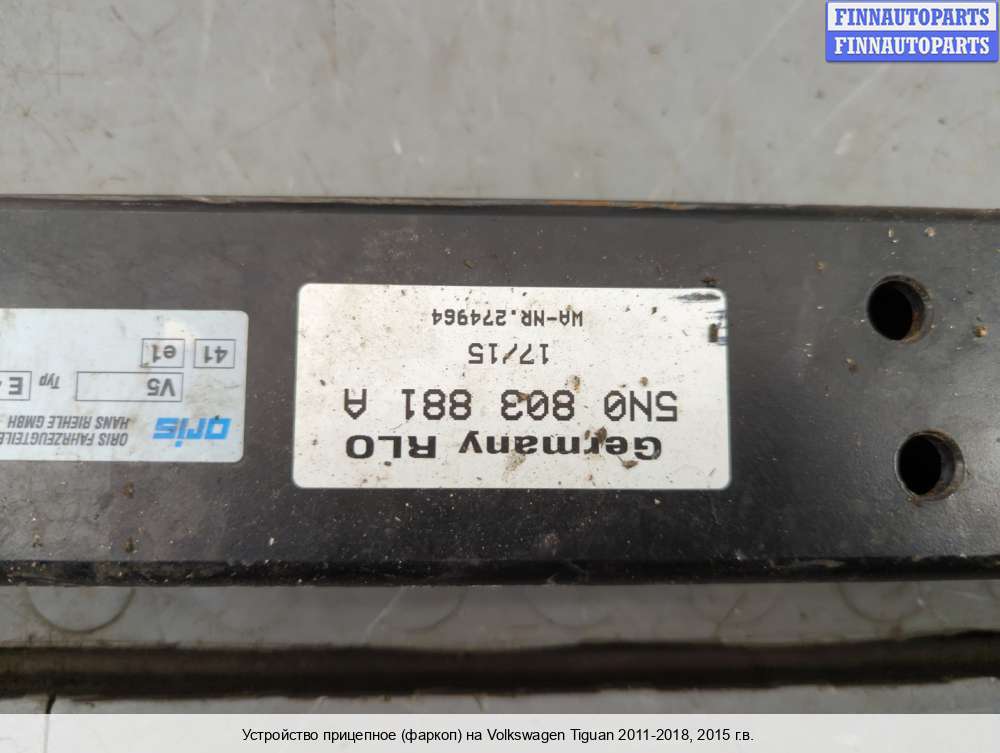 FINNAUTOPARTS
FINNAUTOPARTS
Germany RLO
5N0 803 881 A
17/15
WA-NR.274964
oris
ORIS FAHRZEUGTEILE
HANS RIEHLE GMBH
V5
Typ
E
41
e1
Устройство прицепное (фаркоп) на Volkswagen Tiguan 2011-2018, 2015 г.в.